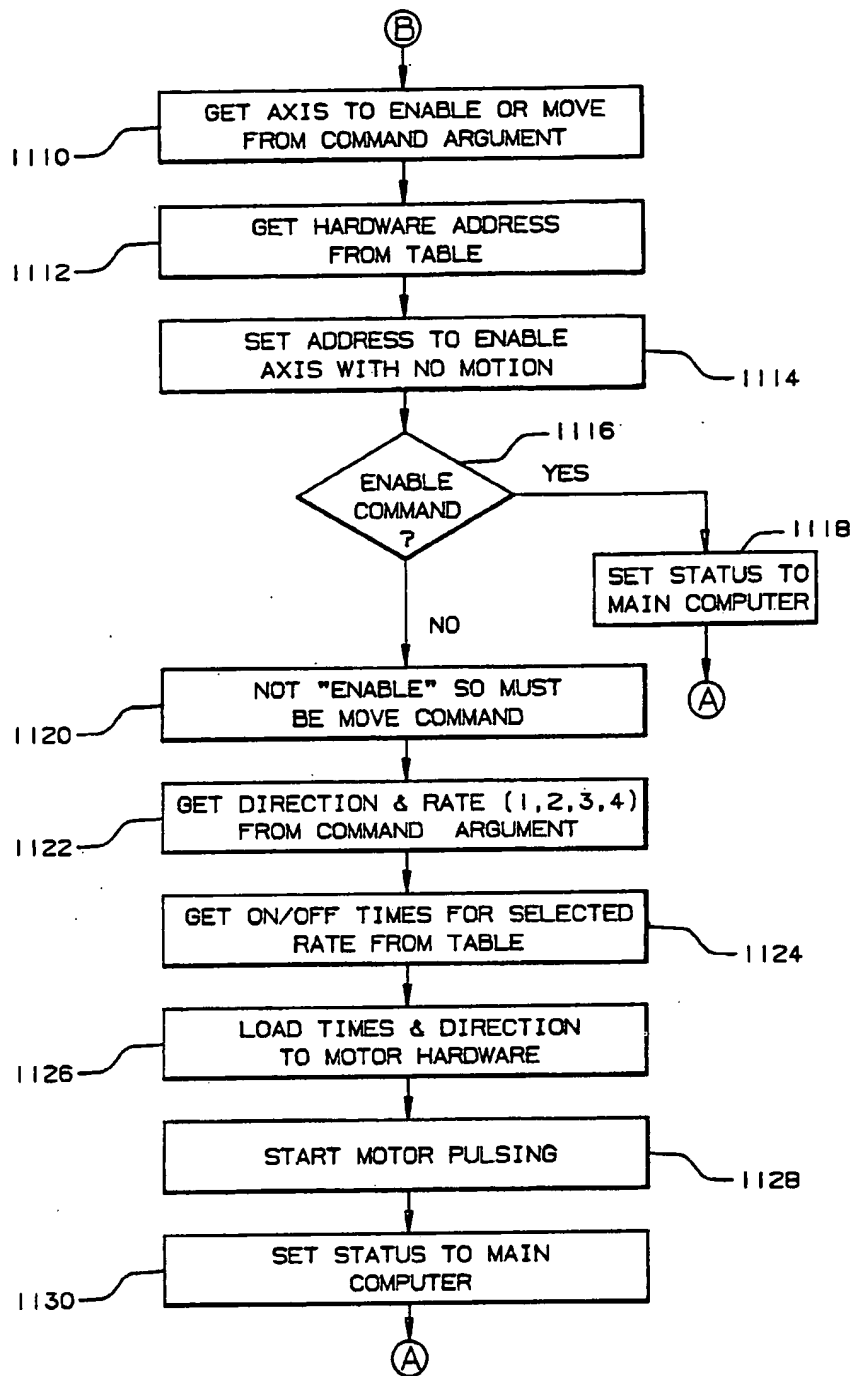 B
GET AXIS TO ENABLE OR MOVE
FROM COMMAND ARGUMENT
1110
GET HARDWARE ADDRESS
FROM TABLE
1112
SET ADDRESS TO ENABLE
AXIS WITH NO MOTION
1114
1116
ENABLE
COMMAND
?
YES
1118
SET STATUS TO
MAIN COMPUTER
A
NO
NOT "ENABLE" SO MUST
BE MOVE COMMAND
1120
GET DIRECTION & RATE (1,2,3,4)
FROM COMMAND ARGUMENT
1122
GET ON/OFF TIMES FOR SELECTED
RATE FROM TABLE
1124
LOAD TIMES & DIRECTION
TO MOTOR HARDWARE
1126
START MOTOR PULSING
1128
SET STATUS TO MAIN
COMPUTER
1130
A